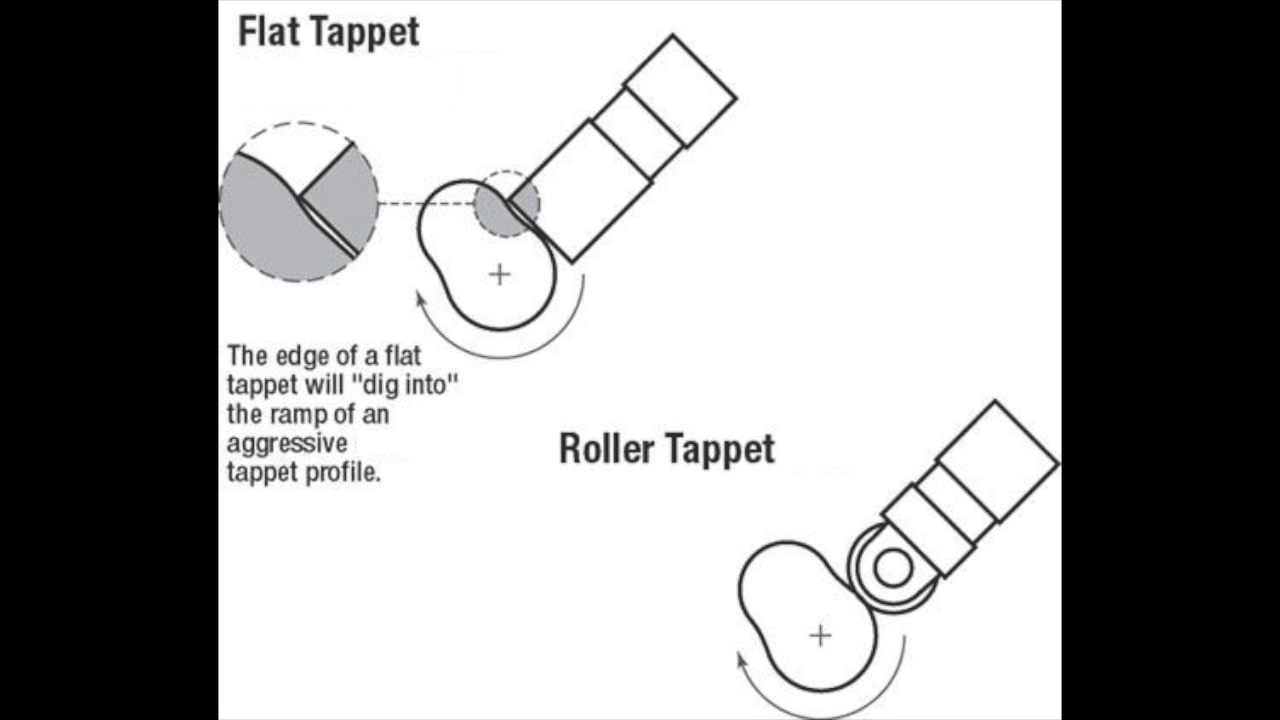 Flat Tappet
The edge of a flat
tappet will "dig into"
the ramp of an
aggressive
tappet profile.
Roller Tappet